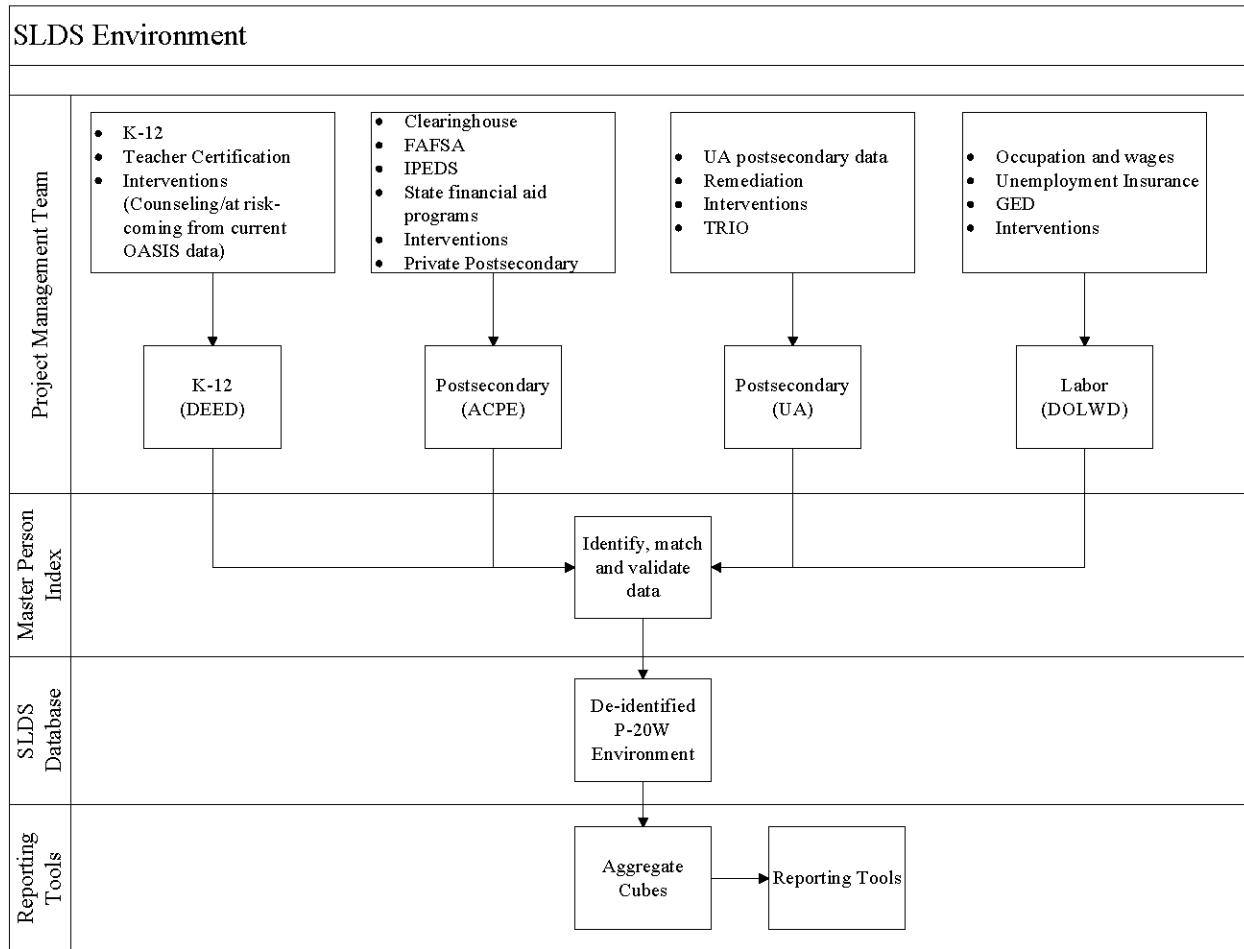 SLDS Environment
Project Management Team
• K-12
• Teacher Certification
• Interventions
(Counseling/at risk-
coming from current
OASIS data)
• Clearinghouse
• FAFSA
• IPEDS
• State financial aid
programs
• Interventions
• Private Postsecondary
• UA postsecondary data
• Remediation
• Interventions
• TRIO
• Occupation and wages
• Unemployment Insurance
• GED
• Interventions
K-12
(DEED)
Postsecondary
(ACPE)
Postsecondary
(UA)
Labor
(DOLWD)
Master Person
Index
Identify, match
and validate
data
SLDS
Database
De-identified
P-20W
Environment
Reporting
Tools
Aggregate
Cubes
Reporting Tools